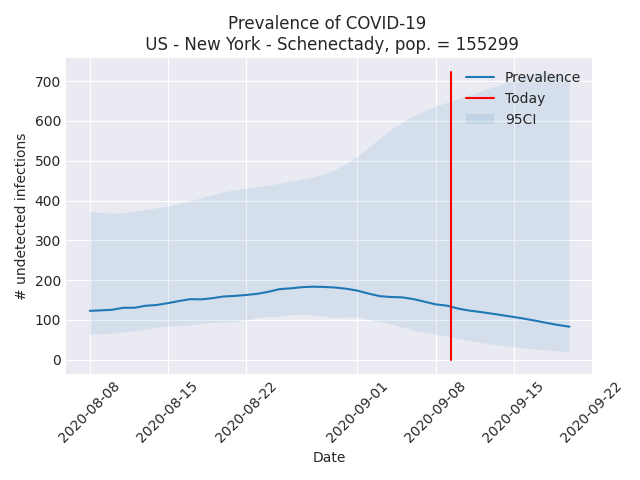 Prevalence of COVID-19
US - New York - Schenectady, pop. = 155299
Prevalence
Today
95CI
# undetected infections
700
600
500
400
300
200
100
0
2020-08-08
2020-08-15
2020-08-22
2020-09-01
2020-09-08
2020-09-15
2020-09-22
Date